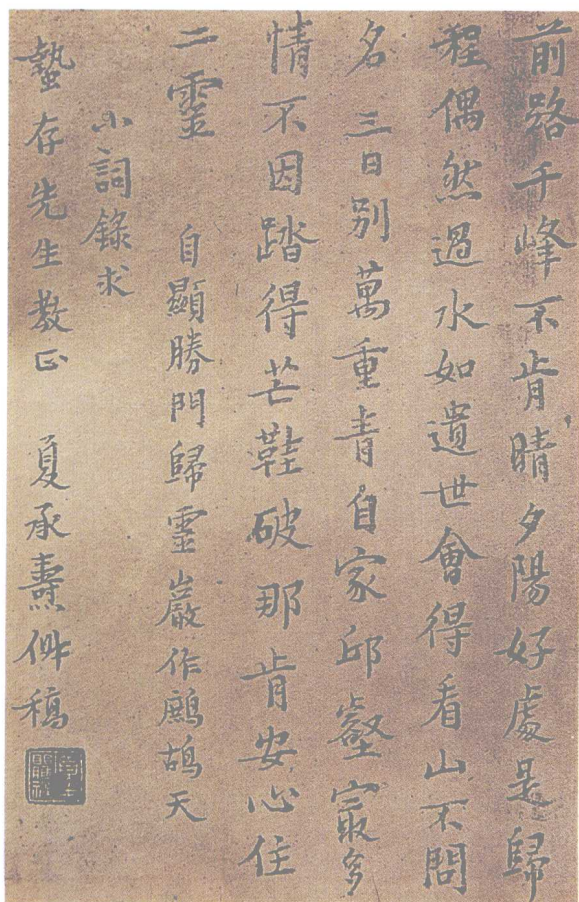 前路千峰不肯晴夕陽好處是歸
程偶然過水如遺世會得看山不問
名 三日別萬重青自家邱壑㝡多
情不因踏得芒鞋破那肯安心住
二靈 自顯勝門歸靈巖作鷓鴣天
小詞錄求
蟄存先生教正 夏承燾俳稿